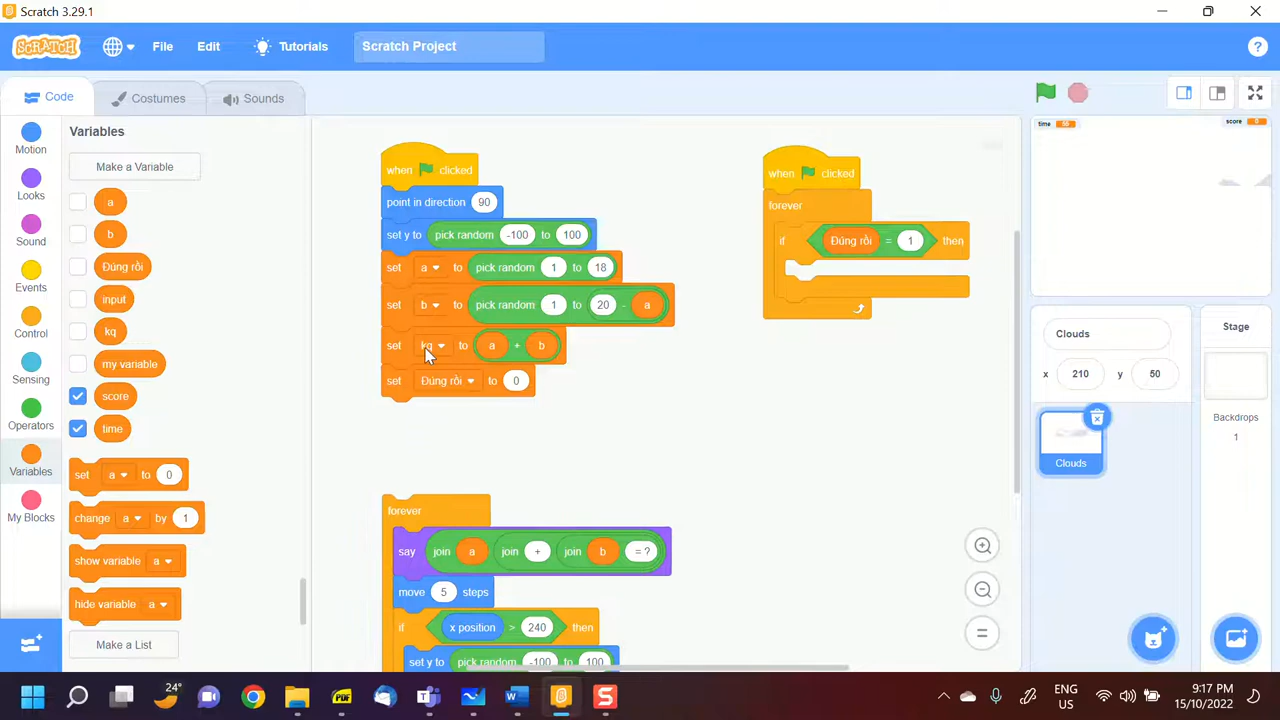 Scratch 3.29.1
SCRATCH File Edit Tutorials Scratch Project ?
Code Costumes Sounds
Motion
Looks
Sound
Events
Control
Sensing
Operators
Variables
My Blocks
Variables
Make a Variable
a
b
Đúng rồi
input
kq
my variable
score
time
set a to 0
change a by 1
show variable a
hide variable a
Make a List
when clicked
point in direction 90
set y to pick random -100 to 100
set a to pick random 1 to 18
set b to pick random 1 to 20 - a
set kq to a + b
set Đúng rồi to 0
forever
say join a join + join b = ?
move 5 steps
if x position > 240 then
set y to pick random -100 to 100
when clicked
forever
if Đúng rồi = 1 then
time 50
score 0
Clouds
x 210 y 50
Clouds
Stage
Backdrops
1
24°
ENG
US
9:17 PM
15/10/2022